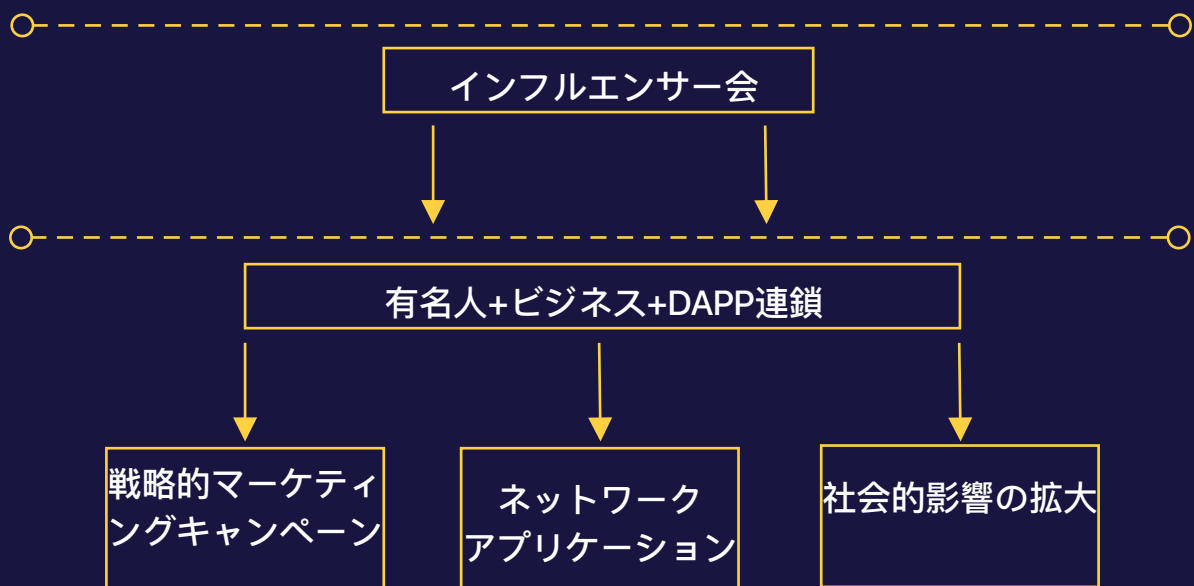 インフルエンサー会
有名人+ビジネス+DAPP連鎖
戦略的マーケティ
ングキャンペーン
ネットワーク
アプリケーション
社会的影響の拡大